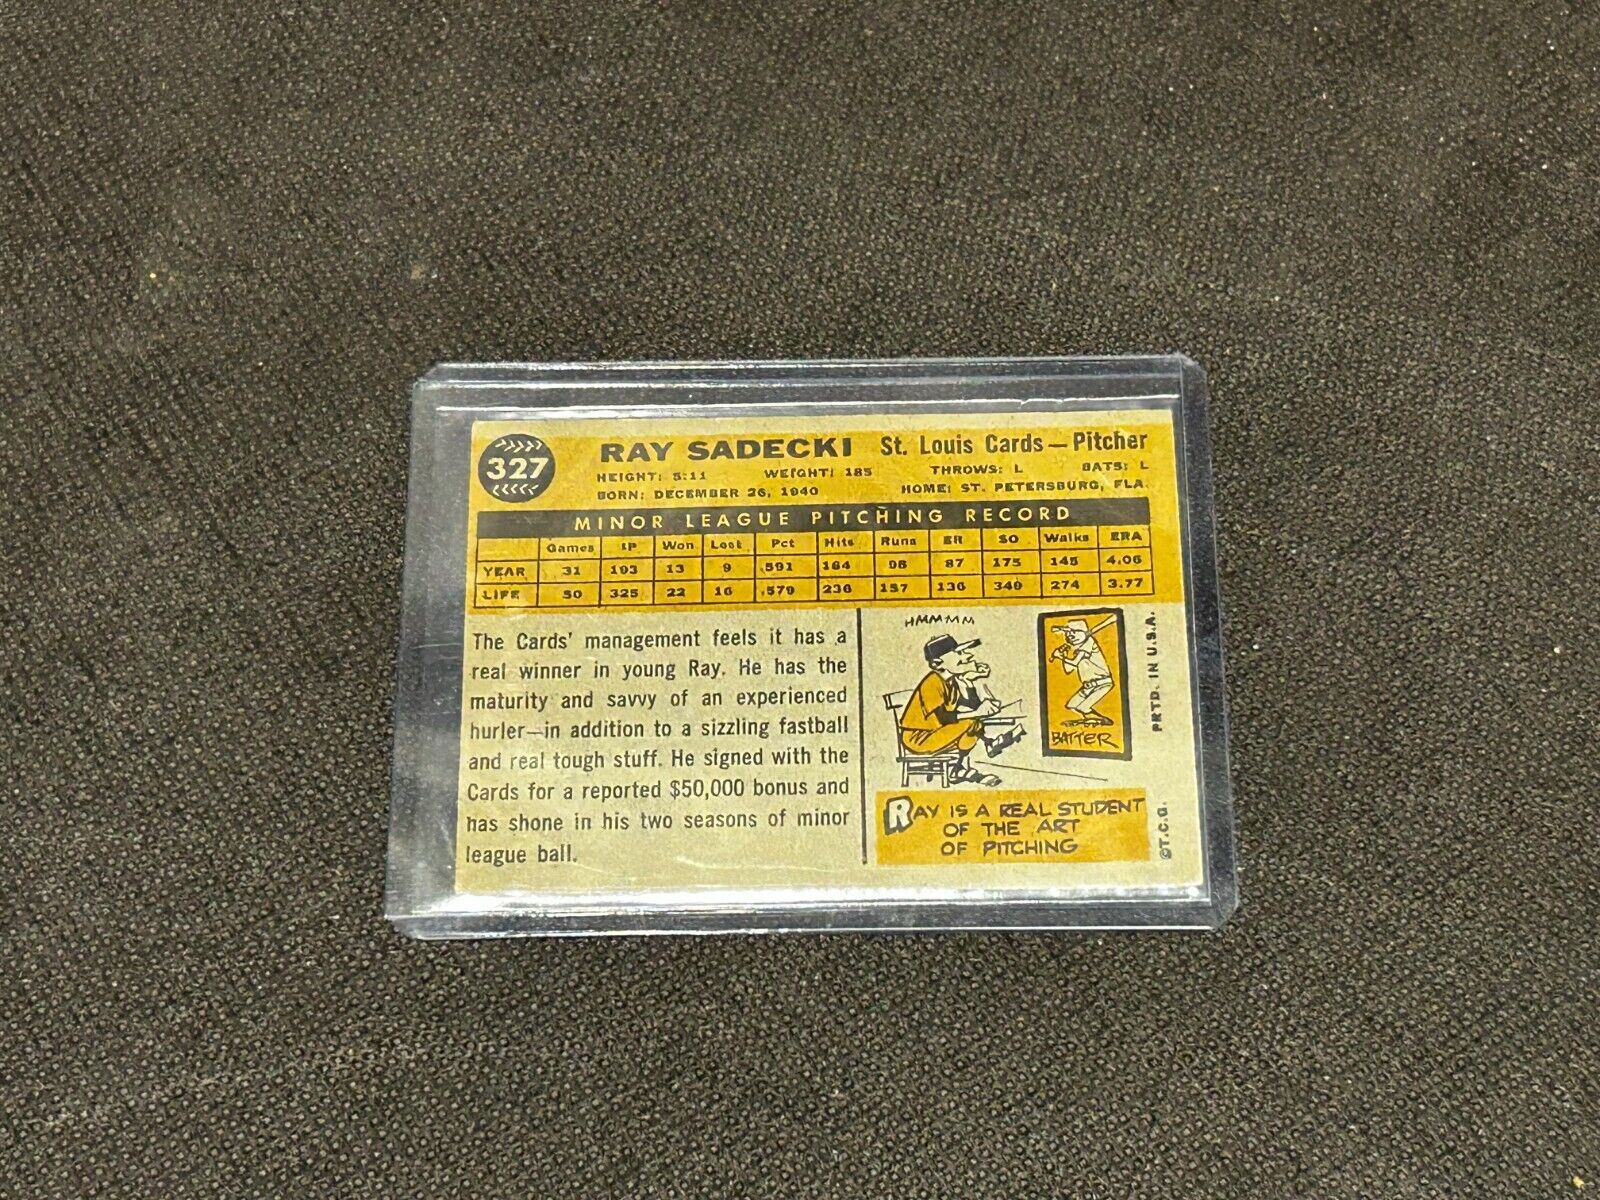 327
RAY SADECKI St. Louis Cards—Pitcher
HEIGHT: 5:11 WEIGHT: 185 THROWS: L BATS: L
BORN: DECEMBER 26, 1940 HOME: ST. PETERSBURG, FLA.
MINOR LEAGUE PITCHING RECORD
Games IP Won Lost Pct Hits Runs ER SO Walks ERA
YEAR 31 193 13 9 .591 164 98 87 175 145 4.06
LIFE 50 325 22 16 .579 236 157 136 349 274 3.77
The Cards' management feels it has a
real winner in young Ray. He has the
maturity and savvy of an experienced
hurler—in addition to a sizzling fastball
and real tough stuff. He signed with the
Cards for a reported $50,000 bonus and
has shone in his two seasons of minor
league ball.
HMMMM
BATTER
RAY IS A REAL STUDENT
OF THE ART
OF PITCHING
©T.C.G. PRTD. IN U.S.A.